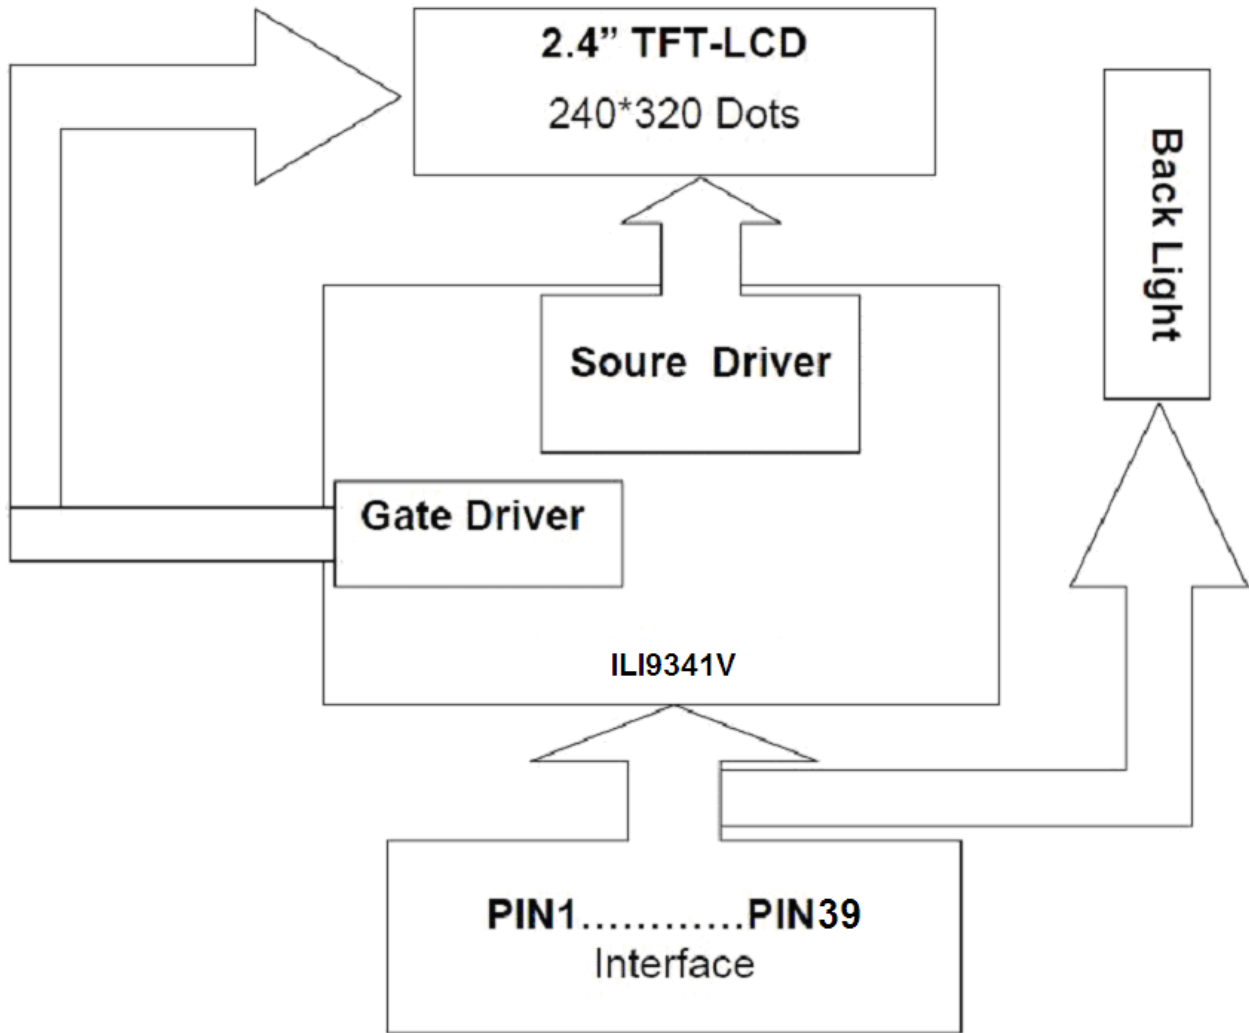 2.4” TFT-LCD
240*320 Dots
Back Light
Soure Driver
Gate Driver
ILI9341V
PIN1............PIN39
Interface